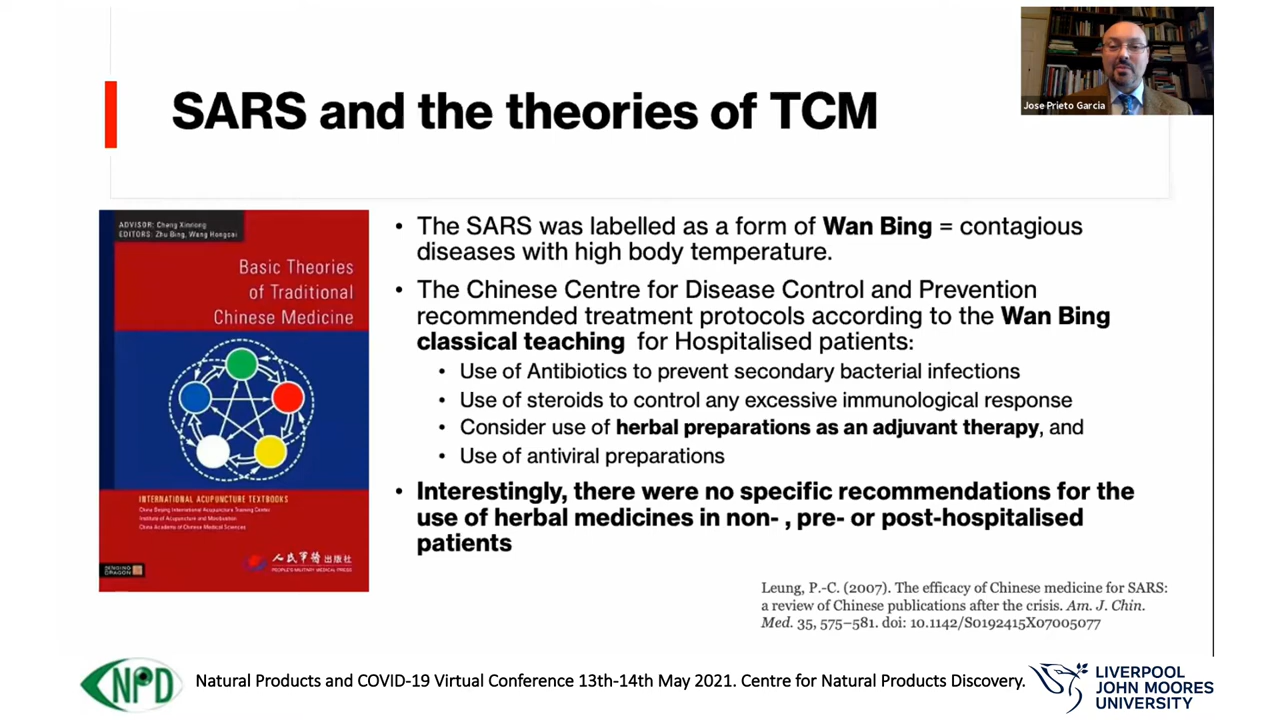 Jose Prieto Garcia
SARS and the theories of TCM
ADVISOR: Cheng Xinnong
EDITORS: Zhu Bing, Wang Hongcai
Basic Theories
of Traditional
Chinese Medicine
INTERNATIONAL ACUPUNCTURE TEXTBOOKS
China Beijing International Acupuncture Training Center
Institute of Acupuncture and Moxibustion
China Academy of Chinese Medical Sciences
SINGING
DRAGON
人民軍醫出版社
PEOPLE'S MILITARY MEDICAL PRESS
• The SARS was labelled as a form of Wan Bing = contagious
diseases with high body temperature.
• The Chinese Centre for Disease Control and Prevention
recommended treatment protocols according to the Wan Bing
classical teaching for Hospitalised patients:
• Use of Antibiotics to prevent secondary bacterial infections
• Use of steroids to control any excessive immunological response
• Consider use of herbal preparations as an adjuvant therapy, and
• Use of antiviral preparations
• Interestingly, there were no specific recommendations for the
use of herbal medicines in non- , pre- or post-hospitalised
patients
Leung, P.-C. (2007). The efficacy of Chinese medicine for SARS:
a review of Chinese publications after the crisis. Am. J. Chin.
Med. 35, 575–581. doi: 10.1142/S0192415X07005077
CNPD
Natural Products and COVID-19 Virtual Conference 13th-14th May 2021. Centre for Natural Products Discovery.
LIVERPOOL
JOHN MOORES
UNIVERSITY